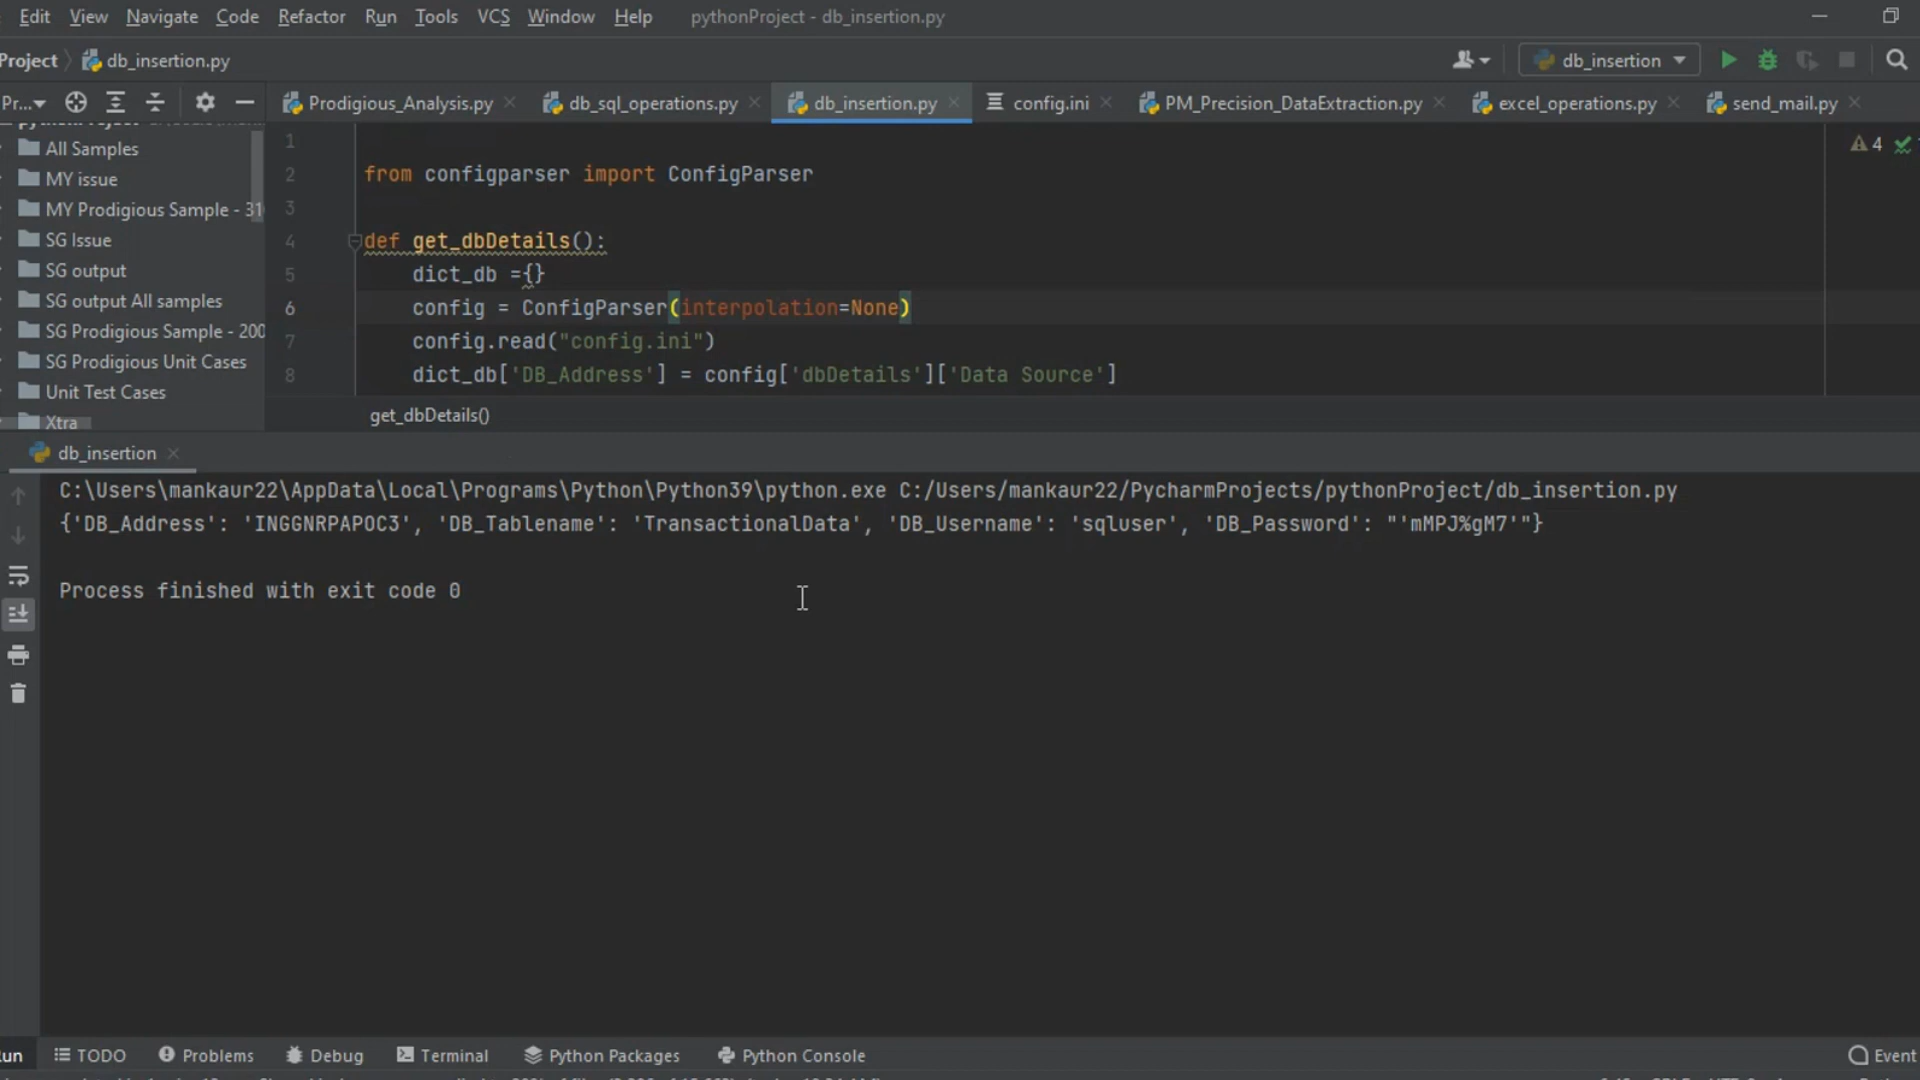 Edit View Navigate Code Refactor Run Tools VCS Window Help pythonProject - db_insertion.py
Project db_insertion.py db_insertion
Pr... Prodigious_Analysis.py db_sql_operations.py db_insertion.py config.ini PM_Precision_DataExtraction.py excel_operations.py send_mail.py
All Samples
MY issue
MY Prodigious Sample - 31
SG Issue
SG output
SG output All samples
SG Prodigious Sample - 200
SG Prodigious Unit Cases
Unit Test Cases
Xtra
4
1
2 from configparser import ConfigParser
3
4 def get_dbDetails():
5 dict_db ={}
6 config = ConfigParser(interpolation=None)
7 config.read("config.ini")
8 dict_db['DB_Address'] = config['dbDetails']['Data Source']
get_dbDetails()
db_insertion
C:\Users\mankaur22\AppData\Local\Programs\Python\Python39\python.exe C:/Users/mankaur22/PycharmProjects/pythonProject/db_insertion.py
{'DB_Address': 'INGGNRPAPOC3', 'DB_Tablename': 'TransactionalData', 'DB_Username': 'sqluser', 'DB_Password': "'mMPJ%gM7'"}
Process finished with exit code 0
un TODO Problems Debug Terminal Python Packages Python Console Event